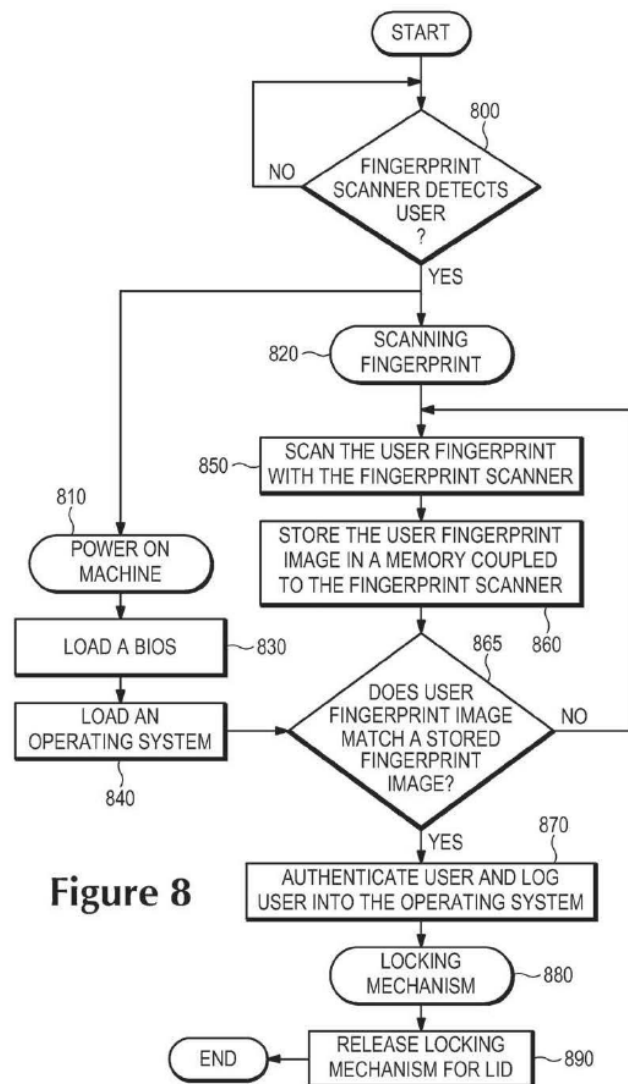 START
800
FINGERPRINT
SCANNER DETECTS
USER
?
NO
YES
820
SCANNING
FINGERPRINT
850
SCAN THE USER FINGERPRINT
WITH THE FINGERPRINT SCANNER
810
POWER ON
MACHINE
STORE THE USER FINGERPRINT
IMAGE IN A MEMORY COUPLED
TO THE FINGERPRINT SCANNER
860
LOAD A BIOS
830
LOAD AN
OPERATING SYSTEM
840
865
DOES USER
FINGERPRINT IMAGE
MATCH A STORED
FINGERPRINT
IMAGE?
NO
YES
870
AUTHENTICATE USER AND LOG
USER INTO THE OPERATING SYSTEM
Figure 8
LOCKING
MECHANISM
880
RELEASE LOCKING
MECHANISM FOR LID
890
END